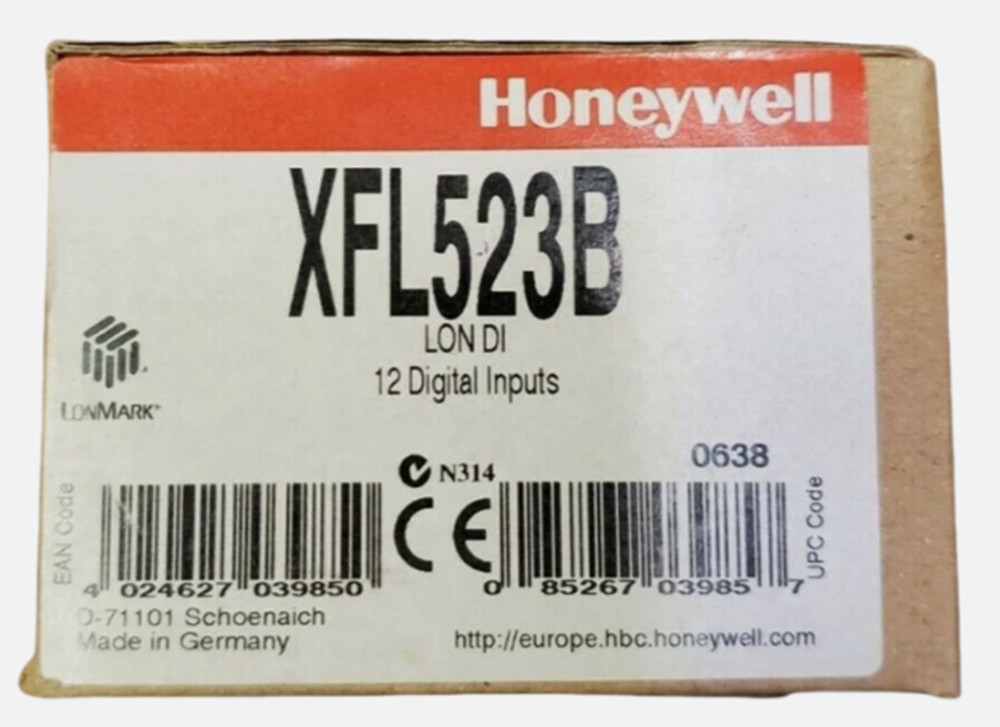 Honeywell
XFL523B
LON DI
12 Digital Inputs
LONMARK
N314
0638
EAN Code
4 024627 039850
CE
0 85267 03985 7
UPC Code
D-71101 Schoenaich
Made in Germany
http://europe.hbc.honeywell.com